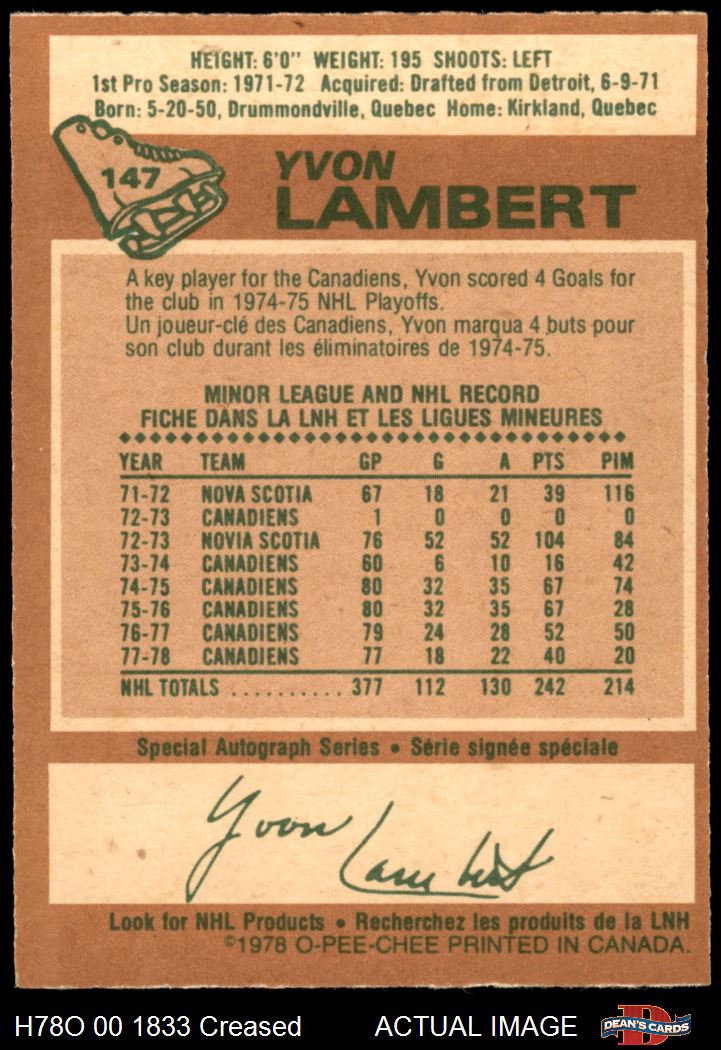 HEIGHT: 6'0" WEIGHT: 195 SHOOTS: LEFT
1st Pro Season: 1971-72 Acquired: Drafted from Detroit, 6-9-71
Born: 5-20-50, Drummondville, Quebec Home: Kirkland, Quebec
147
YVON
LAMBERT
A key player for the Canadiens, Yvon scored 4 Goals for
the club in 1974-75 NHL Playoffs.
Un joueur-clé des Canadiens, Yvon marqua 4 buts pour
son club durant les éliminatoires de 1974-75.
MINOR LEAGUE AND NHL RECORD
FICHE DANS LA LNH ET LES LIGUES MINEURES
YEAR TEAM GP G A PTS PIM
71-72 NOVA SCOTIA 67 18 21 39 116
72-73 CANADIENS 1 0 0 0 0
72-73 NOVIA SCOTIA 76 52 52 104 84
73-74 CANADIENS 60 6 10 16 42
74-75 CANADIENS 80 32 35 67 74
75-76 CANADIENS 80 32 35 67 28
76-77 CANADIENS 79 24 28 52 50
77-78 CANADIENS 77 18 22 40 20
NHL TOTALS .......... 377 112 130 242 214
Special Autograph Series • Série signée spéciale
Yvon Lambert
Look for NHL Products • Recherchez les produits de la LNH
©1978 O-PEE-CHEE PRINTED IN CANADA.
H78O 00 1833 Creased ACTUAL IMAGE D DEAN'S CARDS